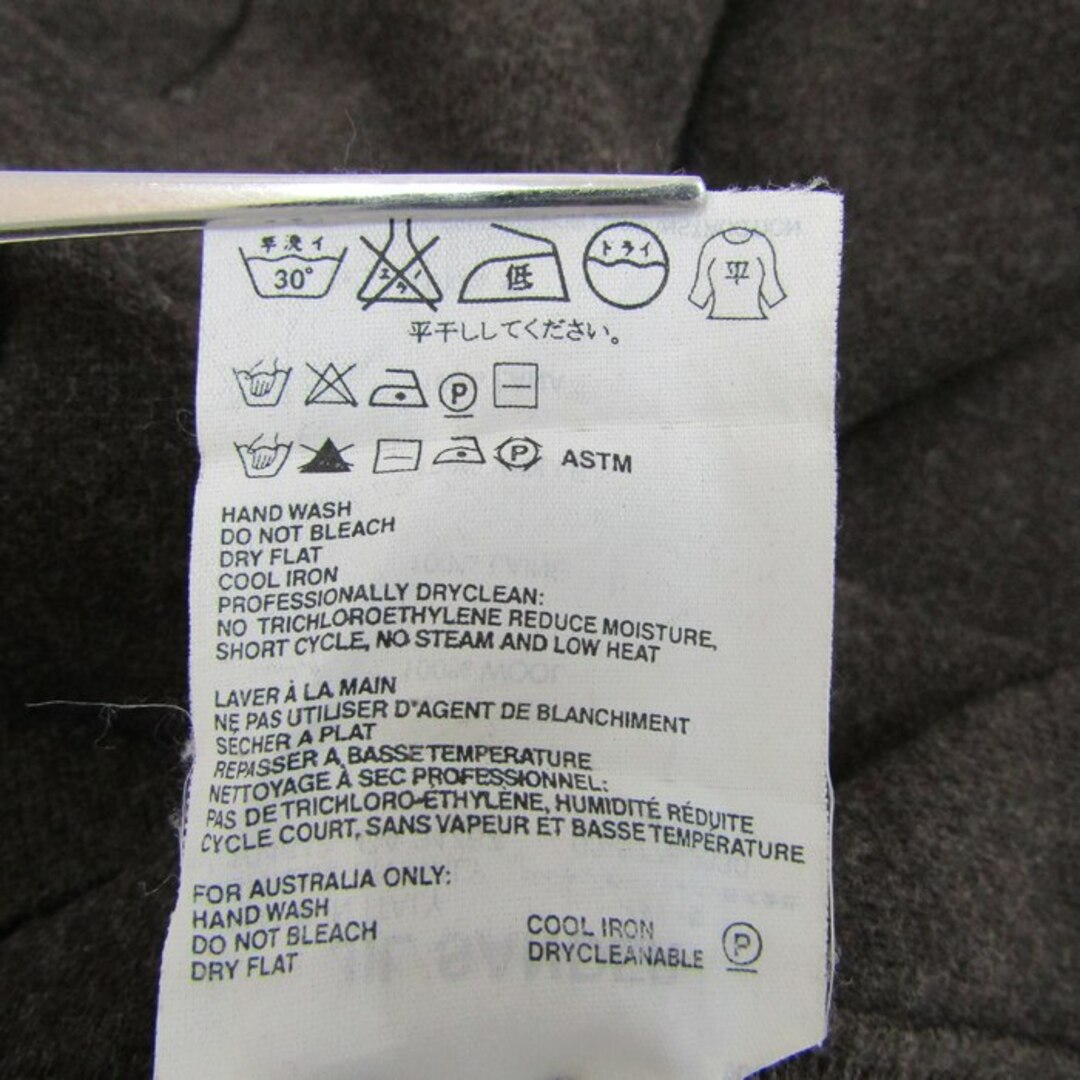 手洗イ
30°
エンソ
低
ドライ
平
平干ししてください。
P
P ASTM
HAND WASH
DO NOT BLEACH
DRY FLAT
COOL IRON
PROFESSIONALLY DRYCLEAN:
NO TRICHLOROETHYLENE REDUCE MOISTURE,
SHORT CYCLE, NO STEAM AND LOW HEAT
LAVER À LA MAIN
NE PAS UTILISER D'AGENT DE BLANCHIMENT
SÉCHER A PLAT
REPASSER A BASSE TEMPERATURE
NETTOYAGE À SEC PROFESSIONNEL:
PAS DE TRICHLORO-ÉTHYLÈNE, HUMIDITÉ RÉDUITE
CYCLE COURT, SANS VAPEUR ET BASSE TEMPÉRATURE
FOR AUSTRALIA ONLY:
HAND WASH
DO NOT BLEACH
DRY FLAT
COOL IRON
DRYCLEANABLE P